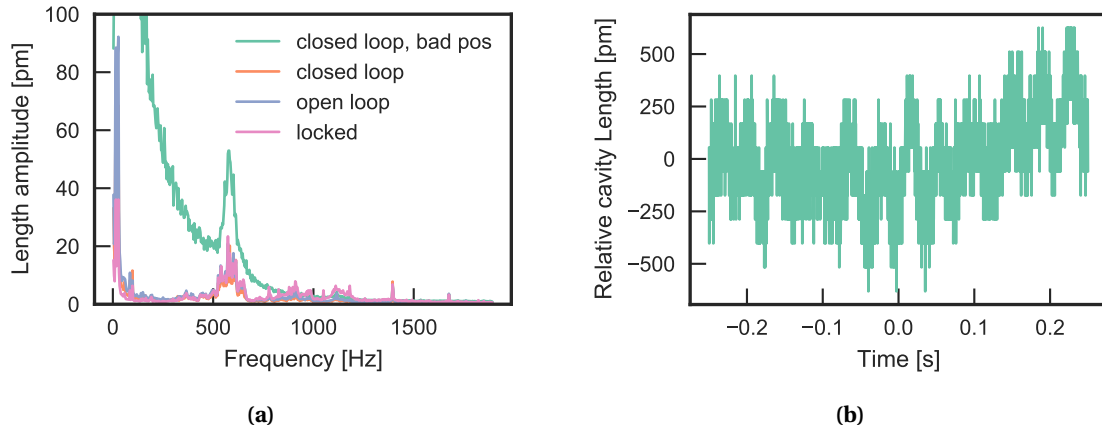 100
80
60
40
20
0
Length amplitude [pm]
closed loop, bad pos
closed loop
open loop
locked
0
500
1000
1500
Frequency [Hz]
(a)
500
250
0
−250
−500
Relative cavity Length [pm]
−0.2
−0.1
0.0
0.1
0.2
Time [s]
(b)